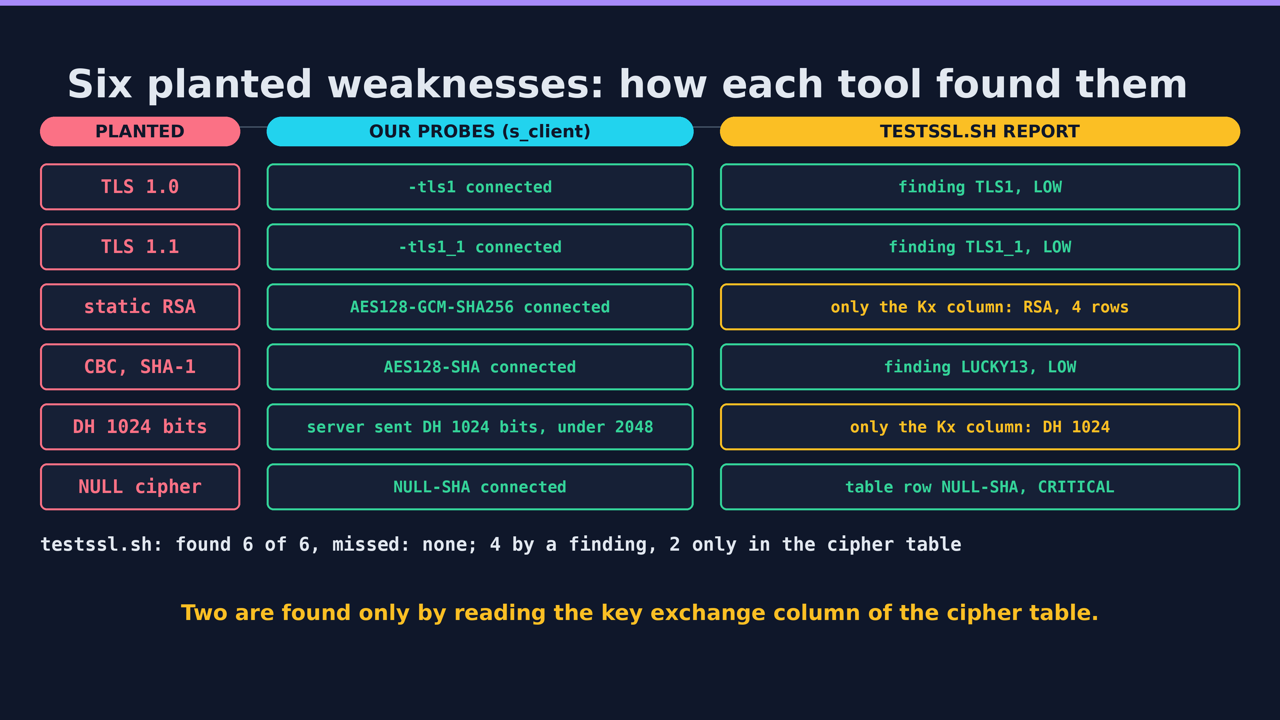 Six planted weaknesses: how each tool found them
PLANTED
OUR PROBES (s_client)
TESTSSL.SH REPORT
TLS 1.0
-tls1 connected
finding TLS1, LOW
TLS 1.1
-tls1_1 connected
finding TLS1_1, LOW
static RSA
AES128-GCM-SHA256 connected
only the Kx column: RSA, 4 rows
CBC, SHA-1
AES128-SHA connected
finding LUCKY13, LOW
DH 1024 bits
server sent DH 1024 bits, under 2048
only the Kx column: DH 1024
NULL cipher
NULL-SHA connected
table row NULL-SHA, CRITICAL
testssl.sh: found 6 of 6, missed: none; 4 by a finding, 2 only in the cipher table
Two are found only by reading the key exchange column of the cipher table.